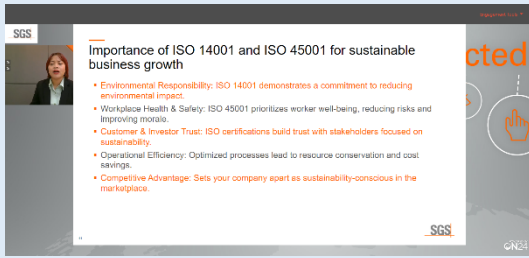 SGS
Importance of ISO 14001 and ISO 45001 for sustainable
business growth
Environmental Responsibility: ISO 14001 demonstrates a commitment to reducing
environmental impact.
Workplace Health & Safety: ISO 45001 prioritizes worker well-being, reducing risks and
improving morale.
Customer & Investor Trust: ISO certifications build trust with stakeholders focused on
sustainability.
Operational Efficiency: Optimized processes lead to resource conservation and cost
savings.
Competitive Advantage: Sets your company apart as sustainability-conscious in the
marketplace.
SGS
cted
ON24